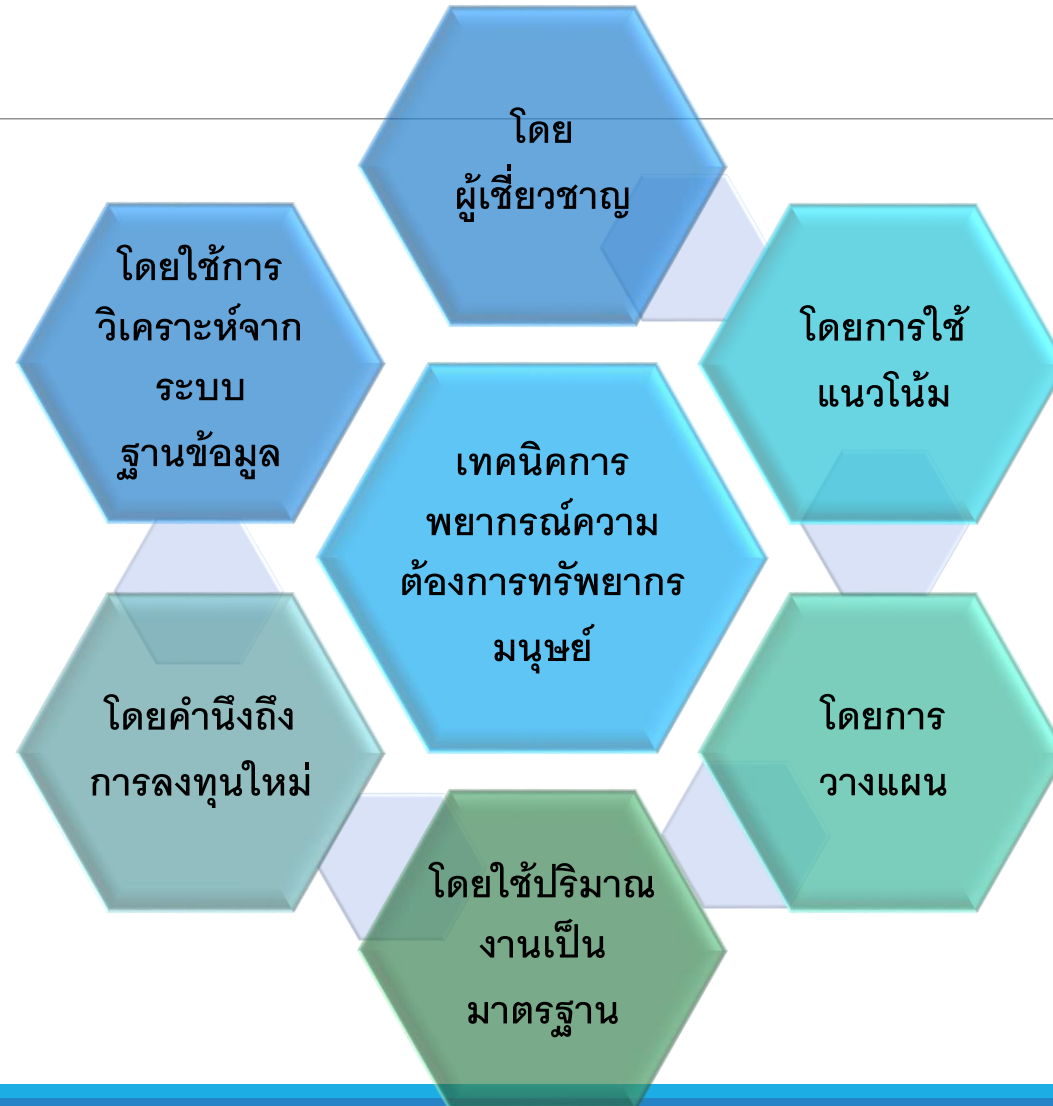 โดย
ผู้เชี่ยวชาญ
โดยการใช้
แนวโน้ม
โดยการ
วางแผน
โดยใช้ปริมาณ
งานเป็น
มาตรฐาน
โดยคำนึงถึง
การลงทุนใหม่
โดยใช้การ
วิเคราะห์จาก
ระบบ
ฐานข้อมูล
เทคนิคการ
พยากรณ์ความ
ต้องการทรัพยากร
มนุษย์